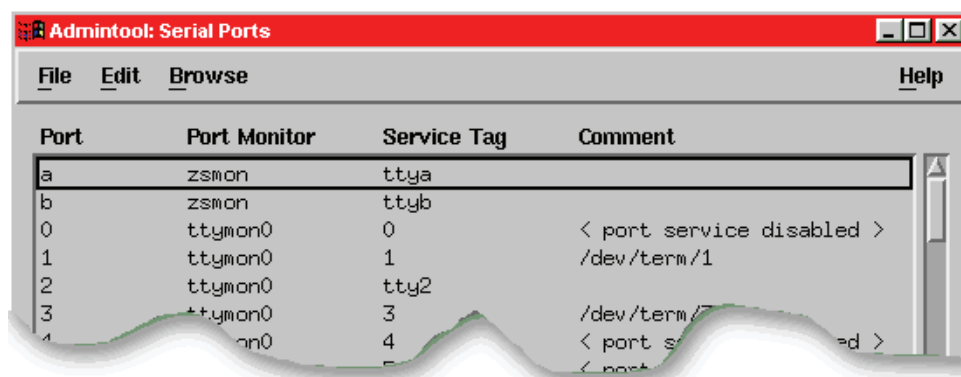 Admintool: Serial Ports
File Edit Browse Help
Port Port Monitor Service Tag Comment
a zsmon ttya
b zsmon ttyb
0 ttymon0 0 < port service disabled >
1 ttymon0 1 /dev/term/1
2 ttymon0 tty2
3 ttymon0 3
4 < port
< port